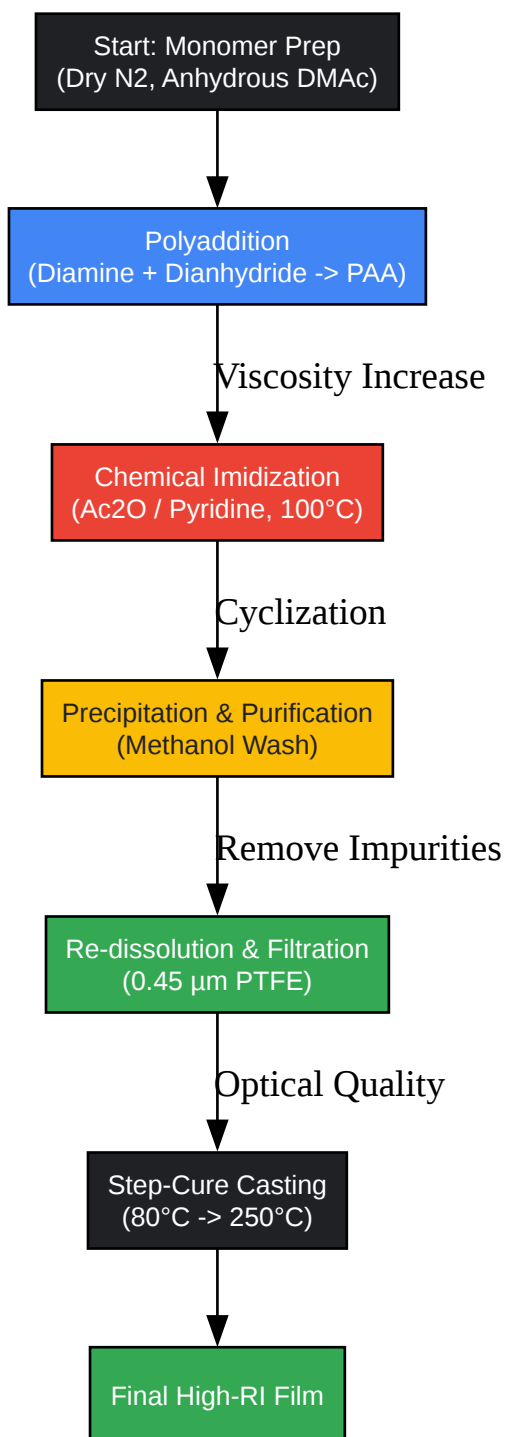 Start: Monomer Prep
(Dry N2, Anhydrous DMAc)
Polyaddition
(Diamine + Dianhydride -> PAA)
Viscosity Increase
Chemical Imidization
(Ac2O / Pyridine, 100°C)
Cyclization
Precipitation & Purification
(Methanol Wash)
Remove Impurities
Re-dissolution & Filtration
(0.45 µm PTFE)
Optical Quality
Step-Cure Casting
(80°C -> 250°C)
Final High-RI Film